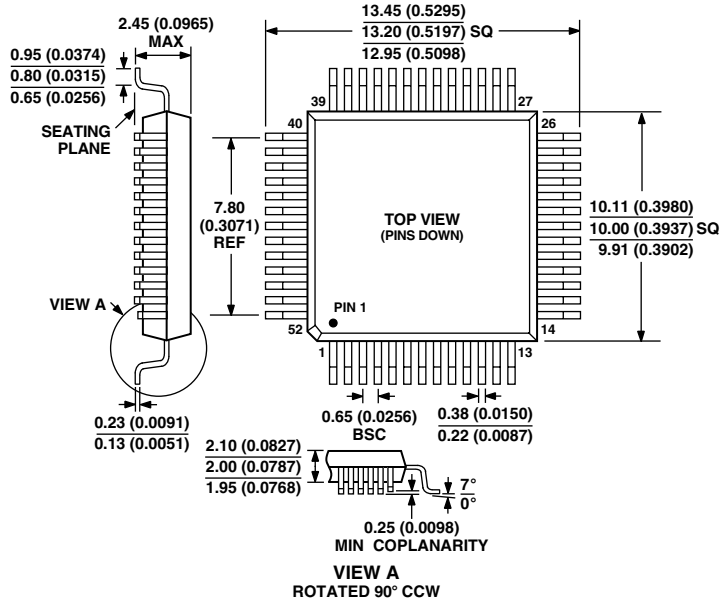 2.45 (0.0965)
MAX
13.45 (0.5295)
13.20 (0.5197) SQ
12.95 (0.5098)
0.95 (0.0374)
0.80 (0.0315)
0.65 (0.0256)
39
27
SEATING
PLANE
40
26
7.80
(0.3071)
REF
TOP VIEW
(PINS DOWN)
10.11 (0.3980)
10.00 (0.3937) SQ
9.91 (0.3902)
VIEW A
PIN 1
52
14
1
13
0.23 (0.0091)
0.13 (0.0051)
0.65 (0.0256)
BSC
0.38 (0.0150)
0.22 (0.0087)
2.10 (0.0827)
2.00 (0.0787)
1.95 (0.0768)
7°
0°
0.25 (0.0098)
MIN COPLANARITY
VIEW A
ROTATED 90° CCW